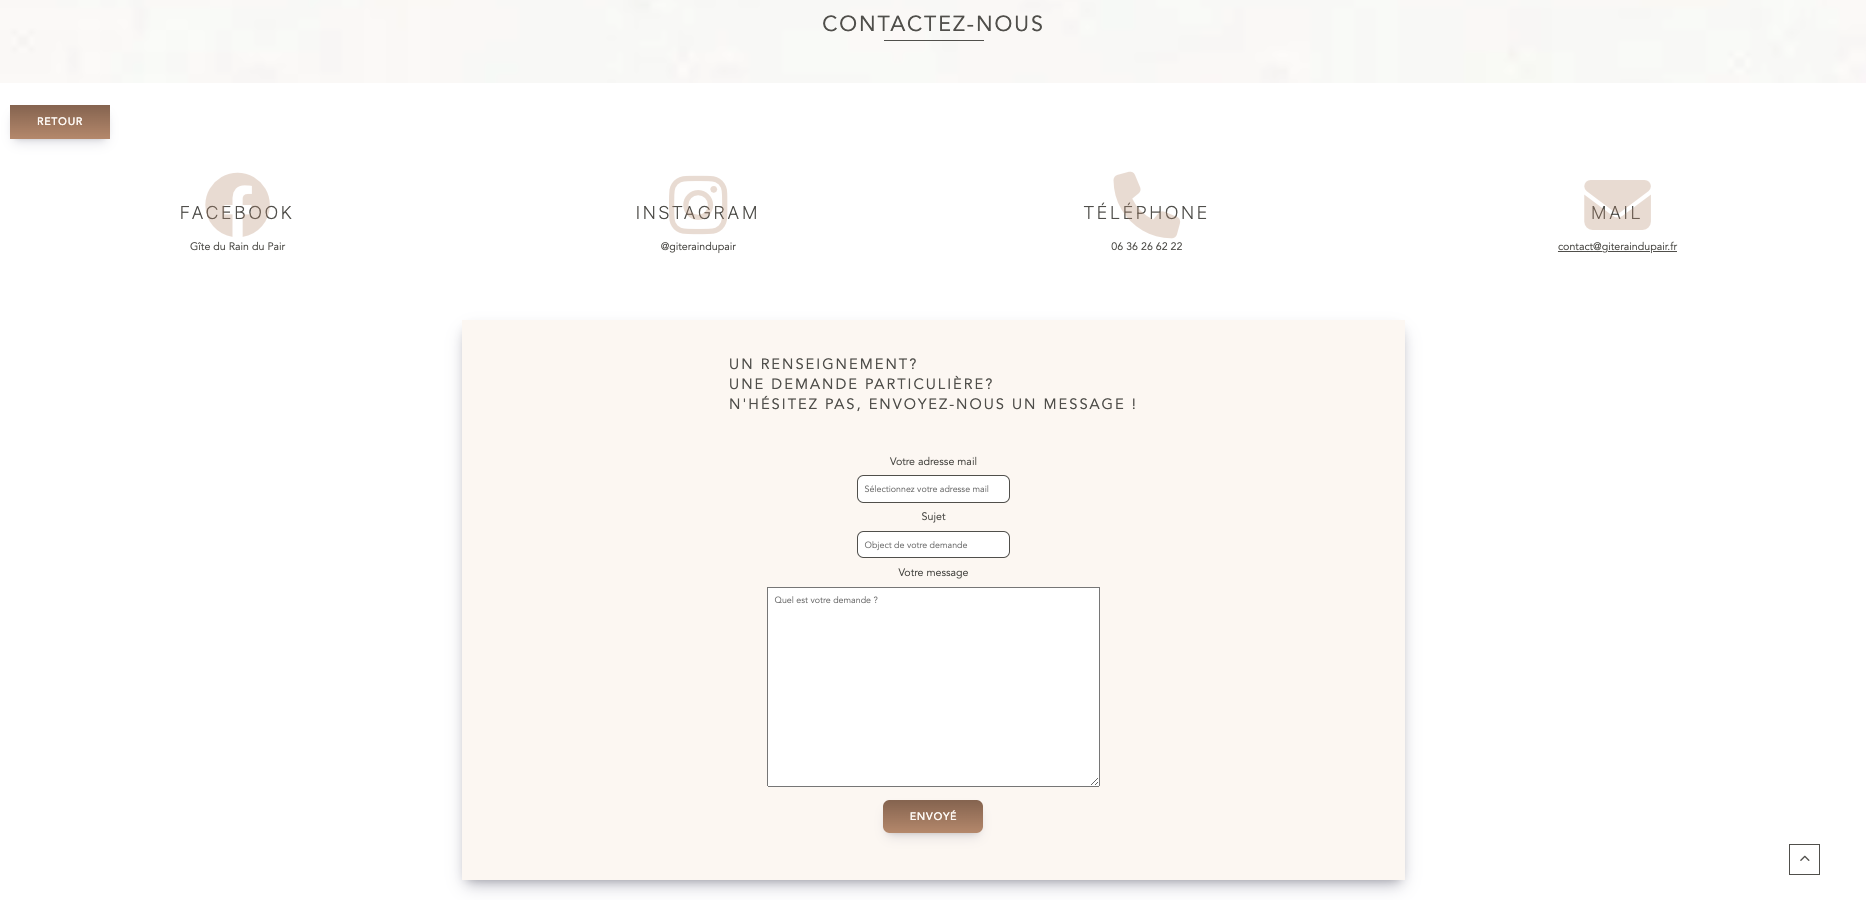 CONTACTEZ-NOUS
RETOUR
FACEBOOK
Gîte du Rain du Pair
INSTAGRAM
@giteraindupair
TÉLÉPHONE
06 36 26 62 22
MAIL
contact@giteraindupair.fr
UN RENSEIGNEMENT?
UNE DEMANDE PARTICULIÈRE?
N'HÉSITEZ PAS, ENVOYEZ-NOUS UN MESSAGE !
Votre adresse mail
Sélectionnez votre adresse mail
Sujet
Object de votre demande
Votre message
Quel est votre demande ?
ENVOYÉ